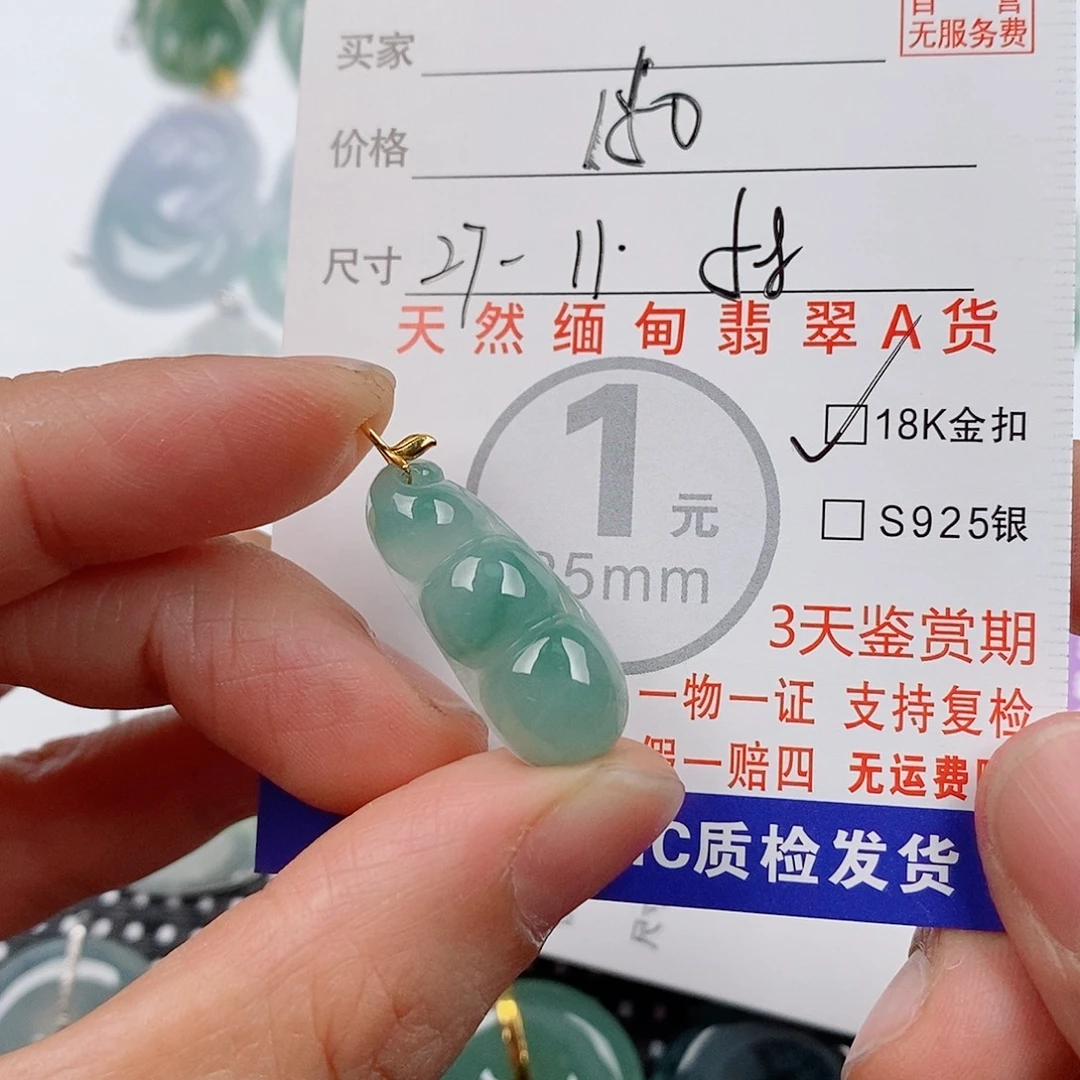 自营
无服务费
买家
价格 180
尺寸 27-11.
天然缅甸翡翠A货
1元
18K金扣
25mm
S925银
3天鉴赏期
一物一证 支持复检
假一赔四 无运费
C质检发货